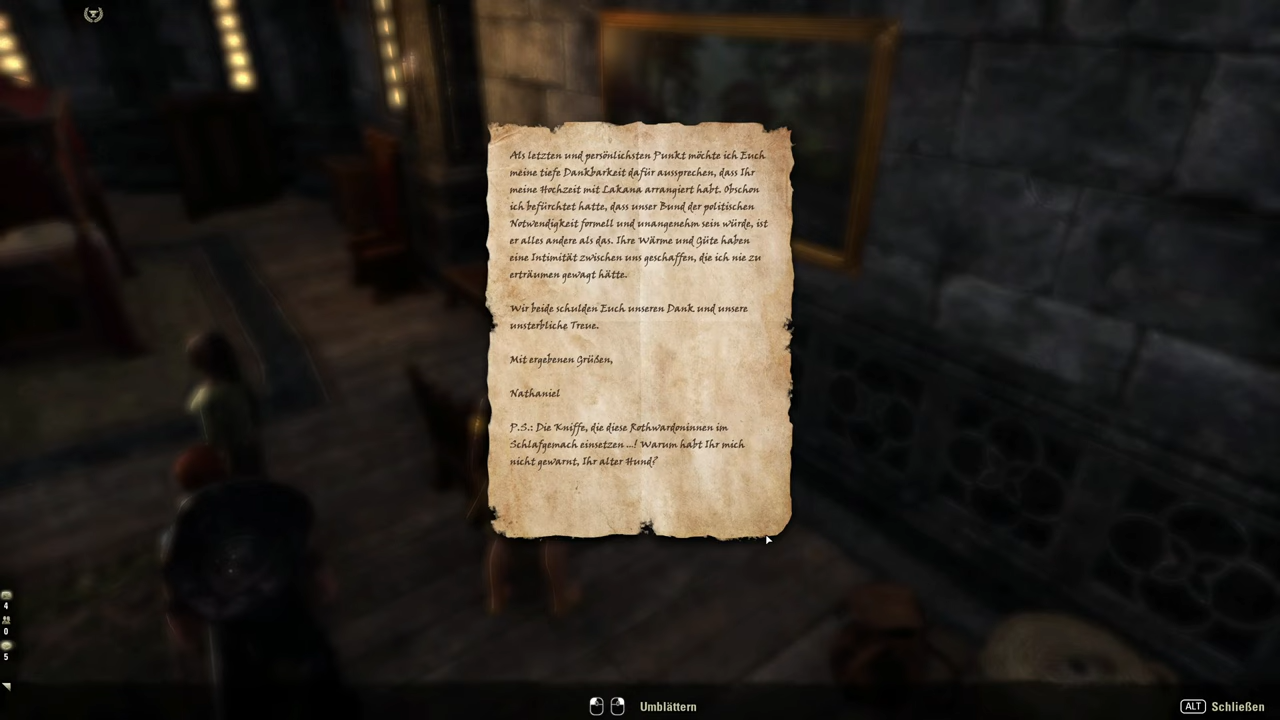 Als letzten und persönlichsten Punkt möchte ich Euch
meine tiefe Dankbarkeit dafür aussprechen, dass Ihr
meine Hochzeit mit Lakana arrangiert habt. Obschon
ich befürchtet hatte, dass unser Bund der politischen
Notwendigkeit formell und unangenehm sein würde, ist
er alles andere als das. Ihre Wärme und Güte haben
eine Intimität zwischen uns geschaffen, die ich nie zu
erträumen gewagt hätte.
Wir beide schulden Euch unseren Dank und unsere
unsterbliche Treue.
Mit ergebenen Grüßen,
Nathaniel
P.S.: Die Kniffe, die diese Rothwardoninnen im
Schlafgemach einsetzen ...! Warum habt Ihr mich
nicht gewarnt, Ihr alter Hund?
4
0
5
Umblättern
ALT Schließen